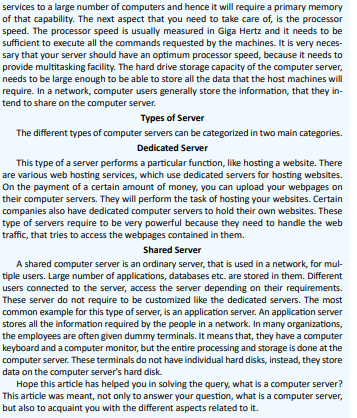 services to a large number of computers and hence it will require a primary memory
of that capability. The next aspect that you need to take care of, is the processor
speed. The processor speed is usually measured in Giga Hertz and it needs to be
sufficient to execute all the commands requested by the machines. It is very neces-
sary that your server should have an optimum processor speed, because it needs to
provide multitasking facility. The hard drive storage capacity of the computer server,
needs to be large enough to be able to store all the data that the host machines will
require. In a network, computer users generally store the information, that they in-
tend to share on the computer server.
Types of Server
The different types of computer servers can be categorized in two main categories.
Dedicated Server
This type of a server performs a particular function, like hosting a website. There
are various web hosting services, which use dedicated servers for hosting websites.
On the payment of a certain amount of money, you can upload your webpages on
their computer servers. They will perform the task of hosting your websites. Certain
companies also have dedicated computer servers to hold their own websites. These
type of servers require to be very powerful because they need to handle the web
traffic, that tries to access the webpages contained in them.
Shared Server
A shared computer server is an ordinary server, that is used in a network, for mul-
tiple users. Large number of applications, databases etc. are stored in them. Different
users connected to the server, access the server depending on their requirements.
These server do not require to be customized like the dedicated servers. The most
common example for this type of server, is an application server. An application server
stores all the information required by the people in a network. In many organizations,
the employees are often given dummy terminals. It means that, they have a computer
keyboard and a computer monitor, but the entire processing and storage is done at the
computer server. These terminals do not have individual hard disks, instead, they store
data on the computer server's hard disk.
Hope this article has helped you in solving the query, what is a computer server?
This article was meant, not only to answer your question, what is a computer server,
but also to acquaint you with the different aspects related to it.